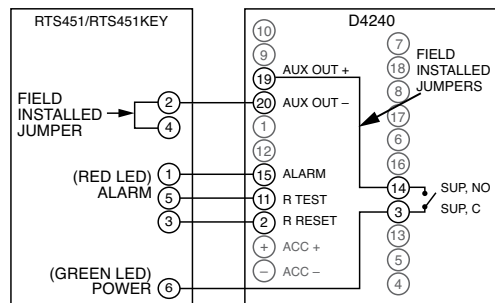 RTS451/RTS451KEY
D4240
FIELD
INSTALLED
JUMPER
2
4
(RED LED)
ALARM
1
5
3
(GREEN LED)
POWER
6
10
9
19 AUX OUT +
20 AUX OUT –
1
12
15 ALARM
11 R TEST
2 R RESET
+ ACC +
– ACC –
FIELD
INSTALLED
JUMPERS
7
18
8
17
6
16
14 SUP, NO
3 SUP, C
13
5
4